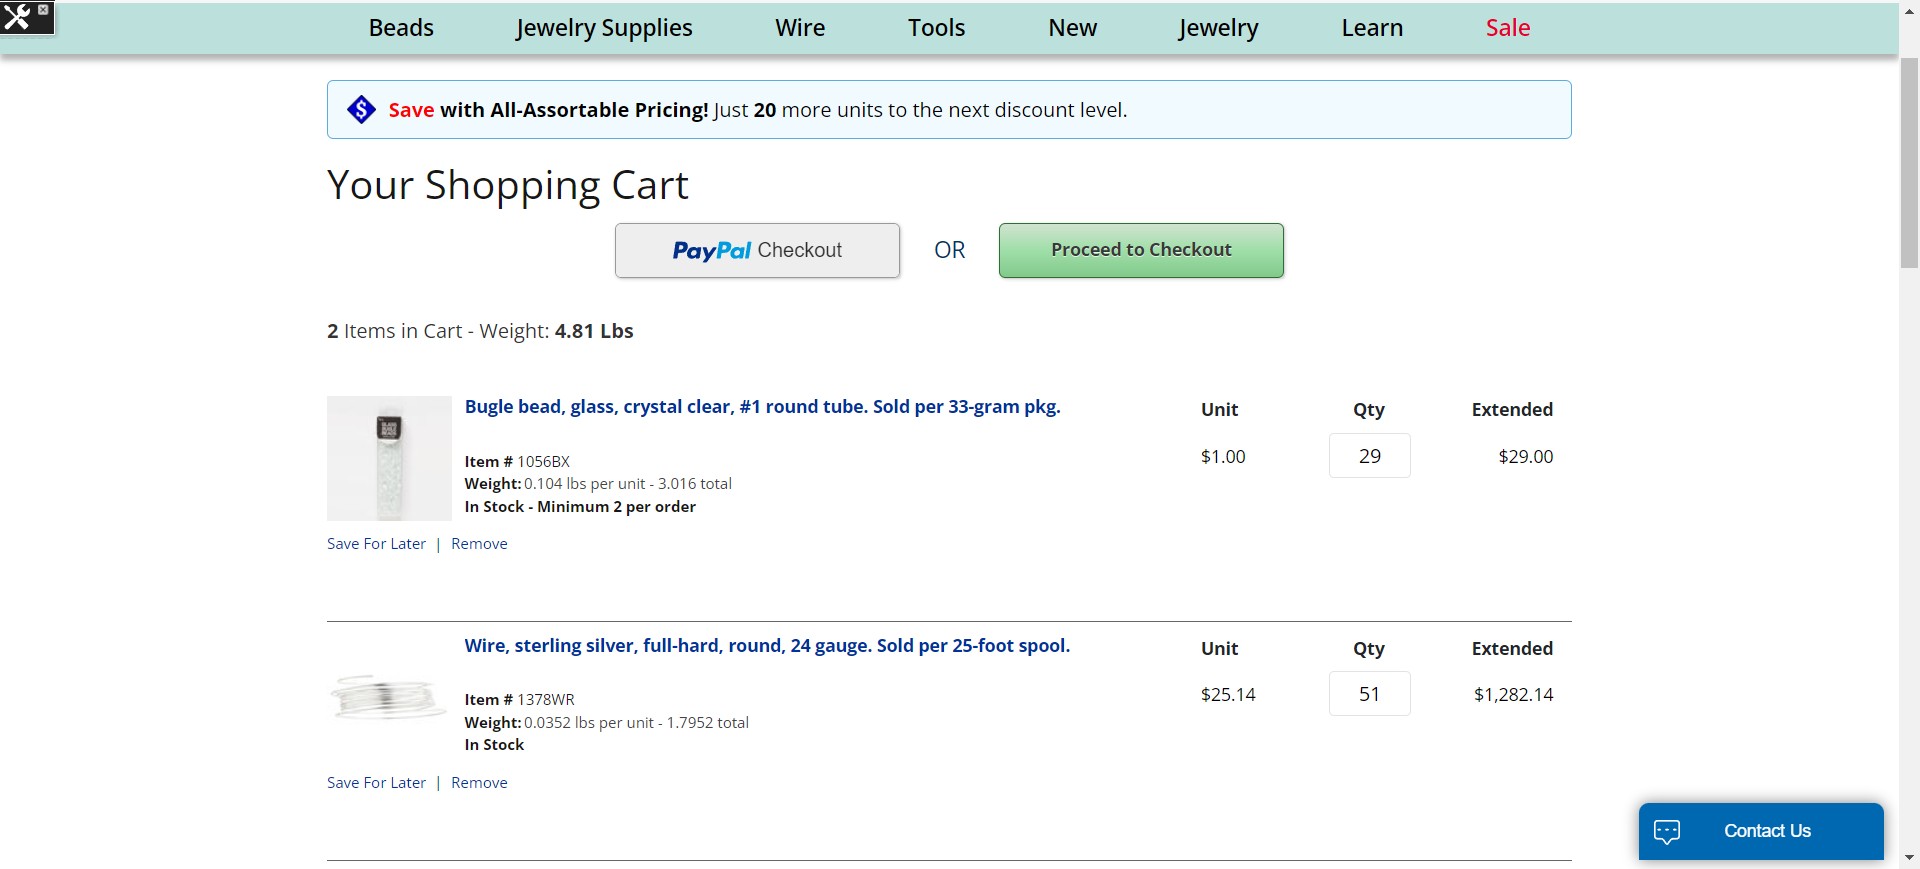 Beads Jewelry Supplies Wire Tools New Jewelry Learn Sale
Save with All-Assortable Pricing! Just 20 more units to the next discount level.
Your Shopping Cart
PayPal Checkout OR Proceed to Checkout
2 Items in Cart - Weight: 4.81 Lbs
Bugle bead, glass, crystal clear, #1 round tube. Sold per 33-gram pkg.
Unit Qty Extended
$1.00 29 $29.00
Item # 1056BX
Weight: 0.104 lbs per unit - 3.016 total
In Stock - Minimum 2 per order
Save For Later | Remove
Wire, sterling silver, full-hard, round, 24 gauge. Sold per 25-foot spool.
Unit Qty Extended
$25.14 51 $1,282.14
Item # 1378WR
Weight: 0.0352 lbs per unit - 1.7952 total
In Stock
Save For Later | Remove
Contact Us